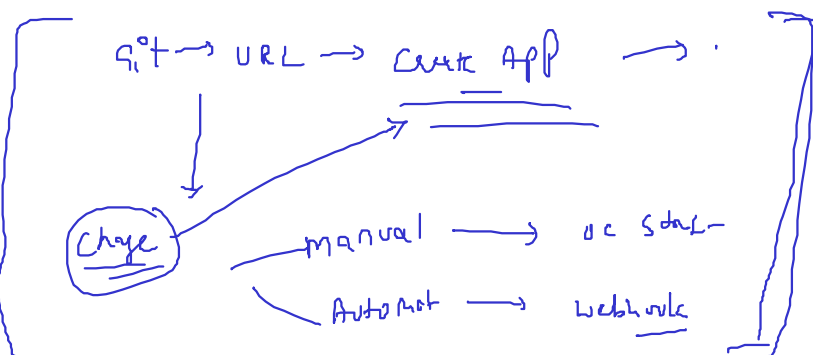 Git → URL → Create App →
Change
manual → oc start
Automat → webhook